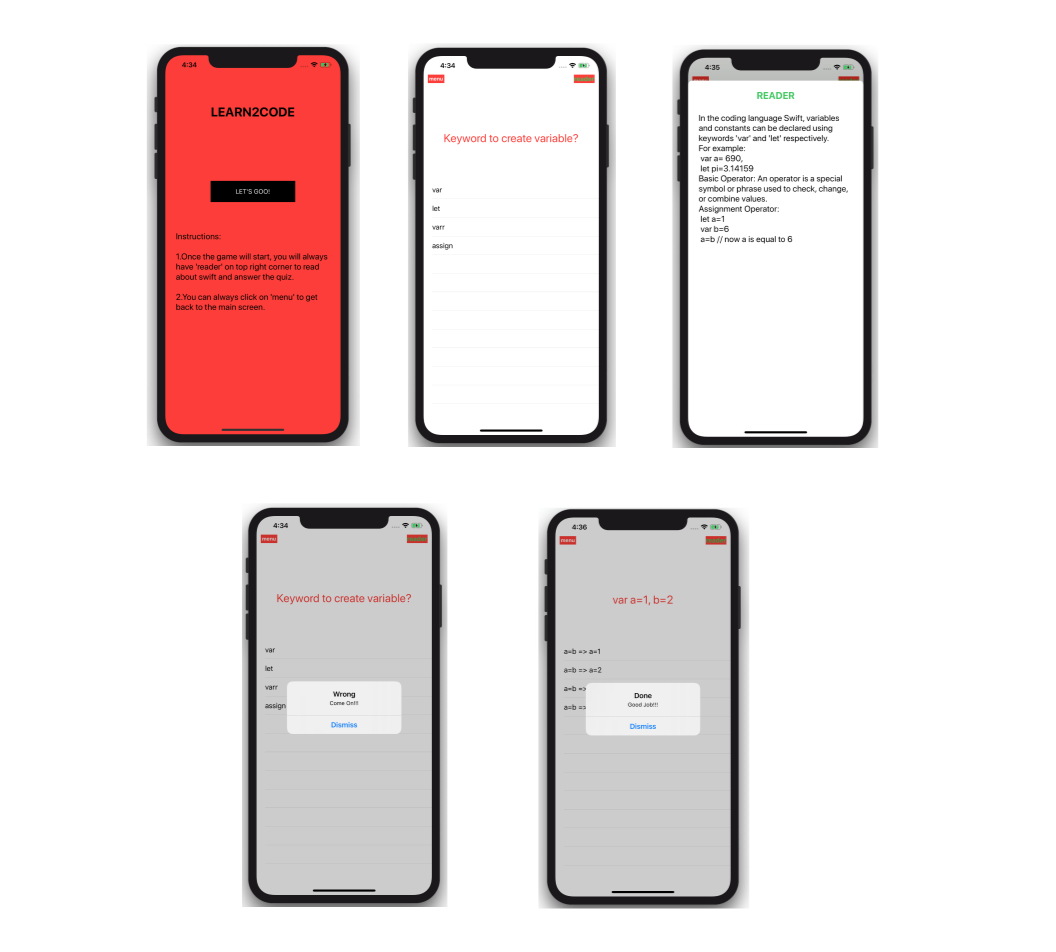 4:34
LEARN2CODE
LET'S GOO!
Instructions:
1.Once the game will start, you will always
have 'reader' on top right corner to read
about swift and answer the quiz.
2.You can always click on 'menu' to get
back to the main screen.
4:34
menu
reader
Keyword to create variable?
var
let
varr
assign
4:35
READER
In the coding language Swift, variables
and constants can be declared using
keywords 'var' and 'let' respectively.
For example:
var a= 690,
let pi=3.14159
Basic Operator: An operator is a special
symbol or phrase used to check, change,
or combine values.
Assignment Operator:
let a=1
var b=6
a=b // now a is equal to 6
4:34
menu
Keyword to create variable?
var
let
varr
assign
Wrong
Come On!!!
Dismiss
4:36
menu
var a=1, b=2
a=b => a=1
a=b => a=2
a=b =>
a=b =>
Done
Good Job!!!
Dismiss